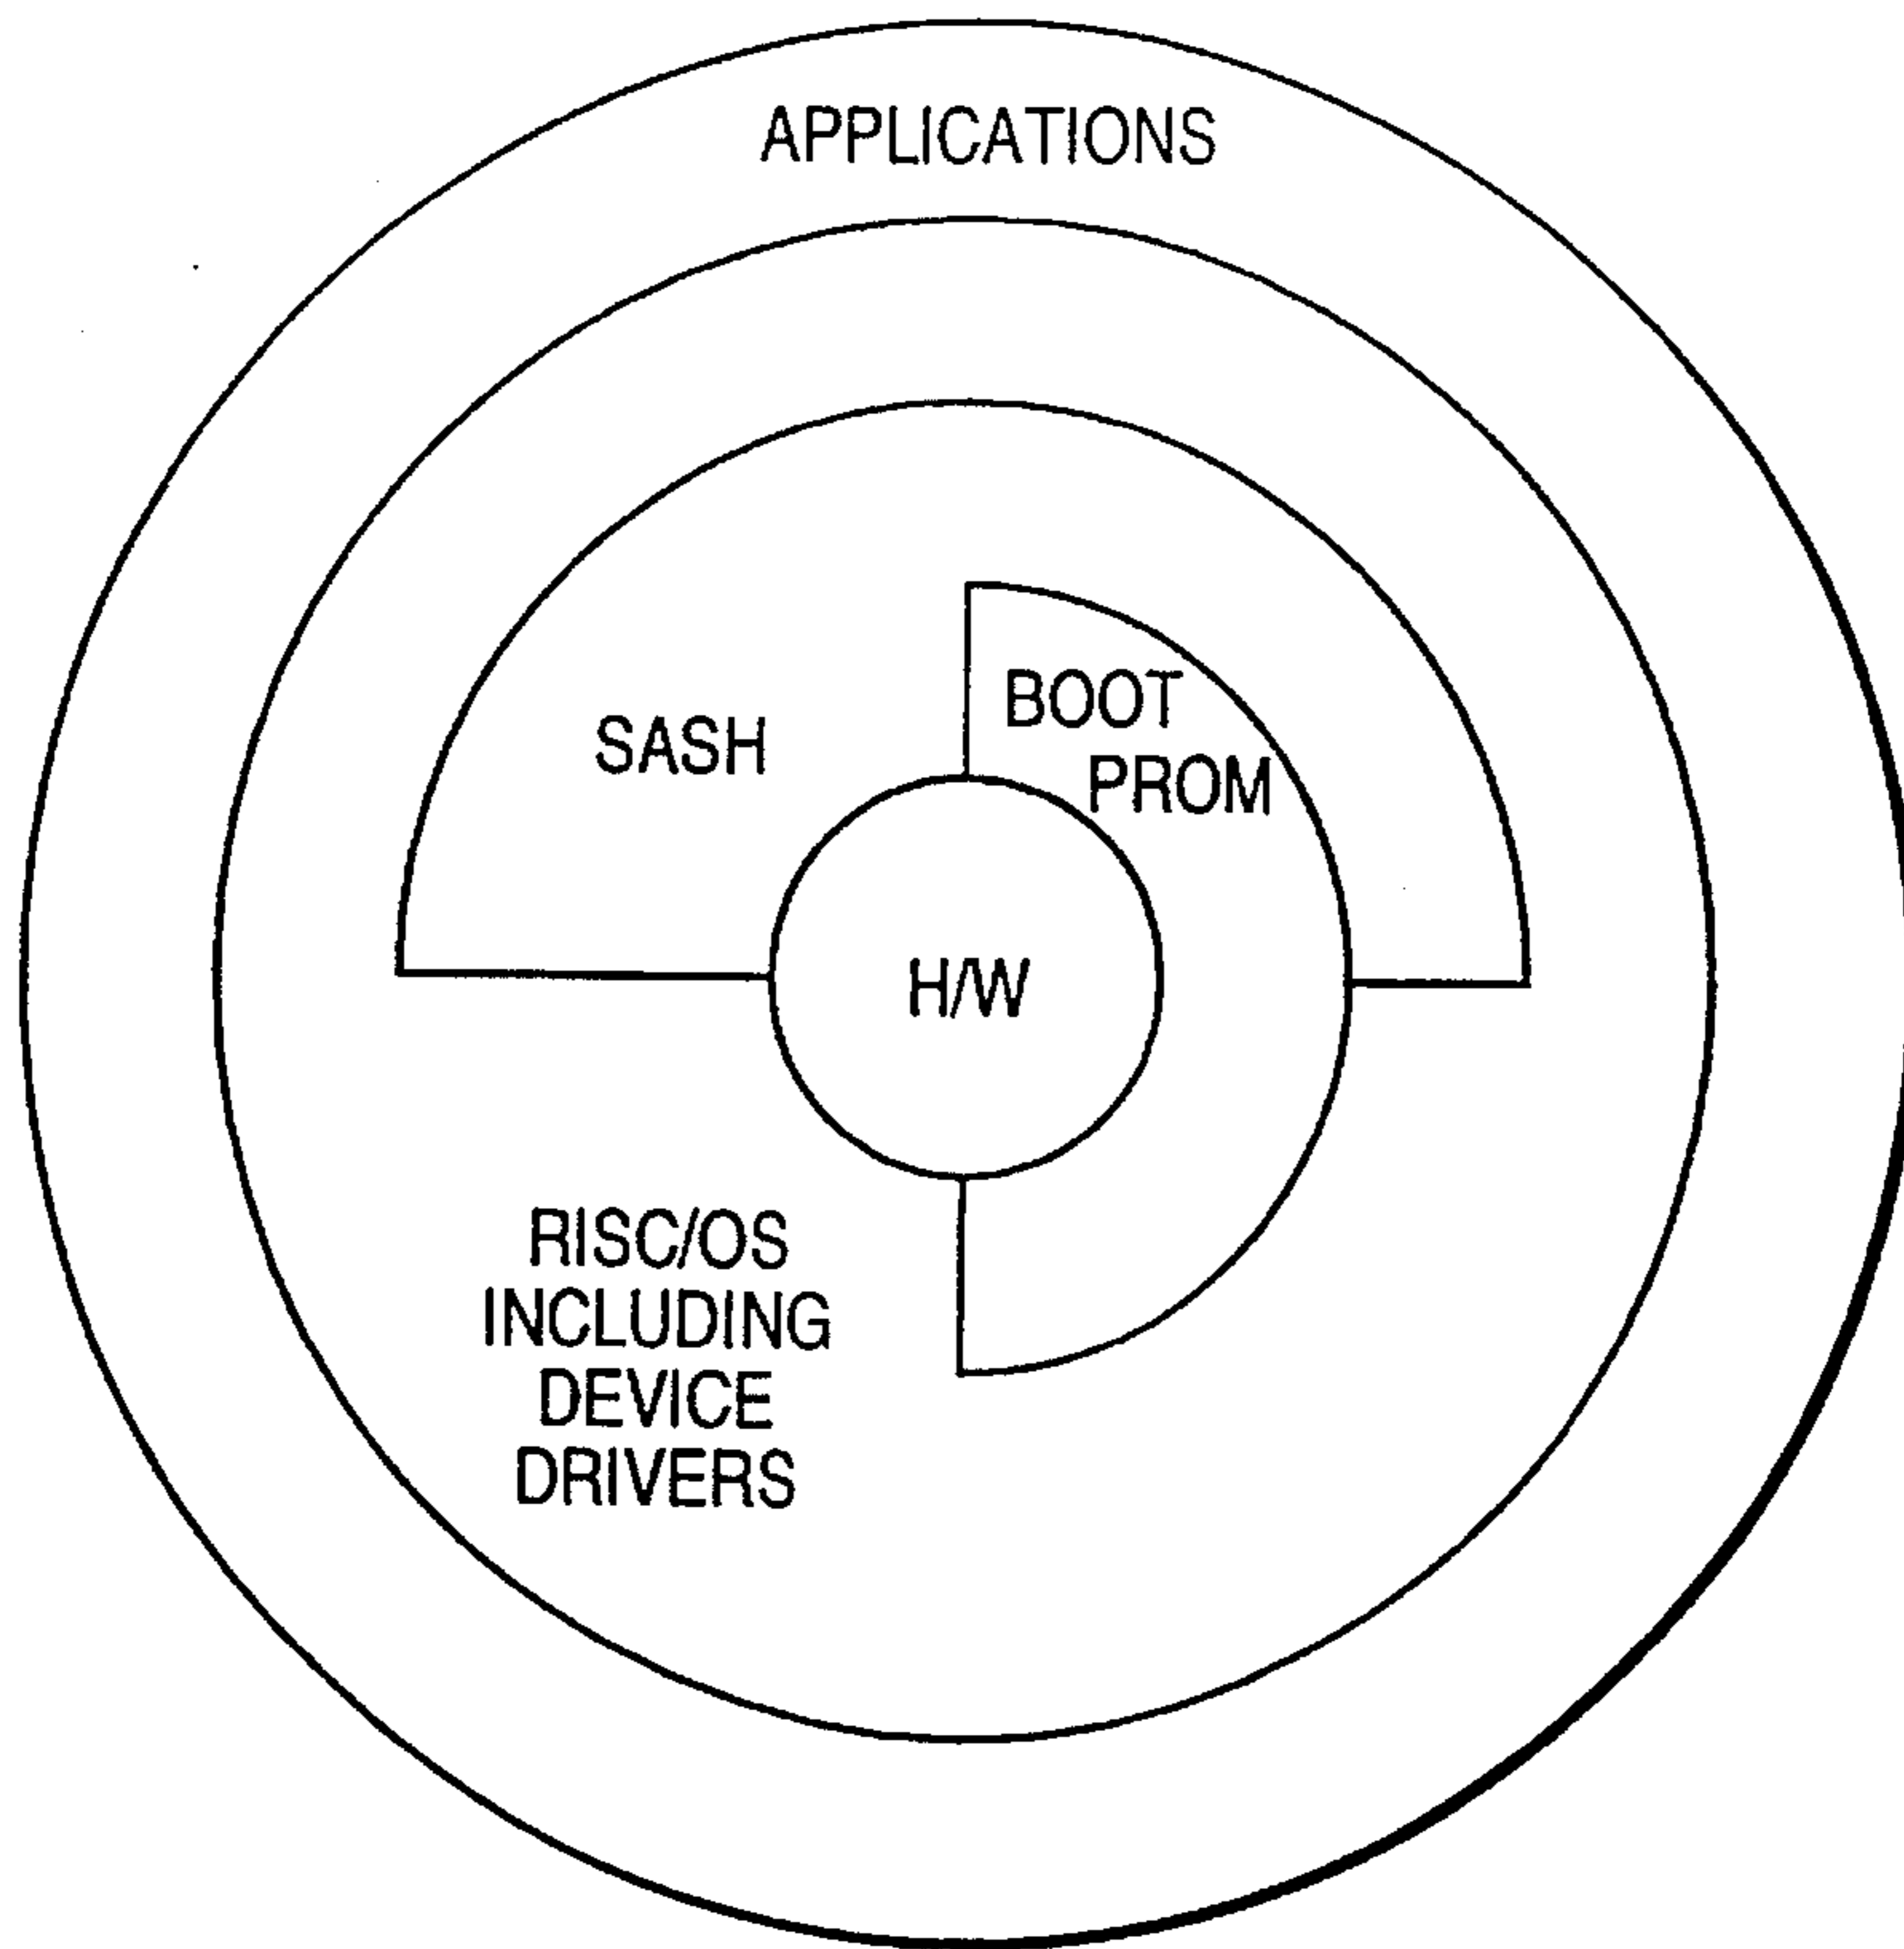 APPLICATIONS
BOOT
PROM
SASH
H/W
RISC/OS
INCLUDING
DEVICE
DRIVERS